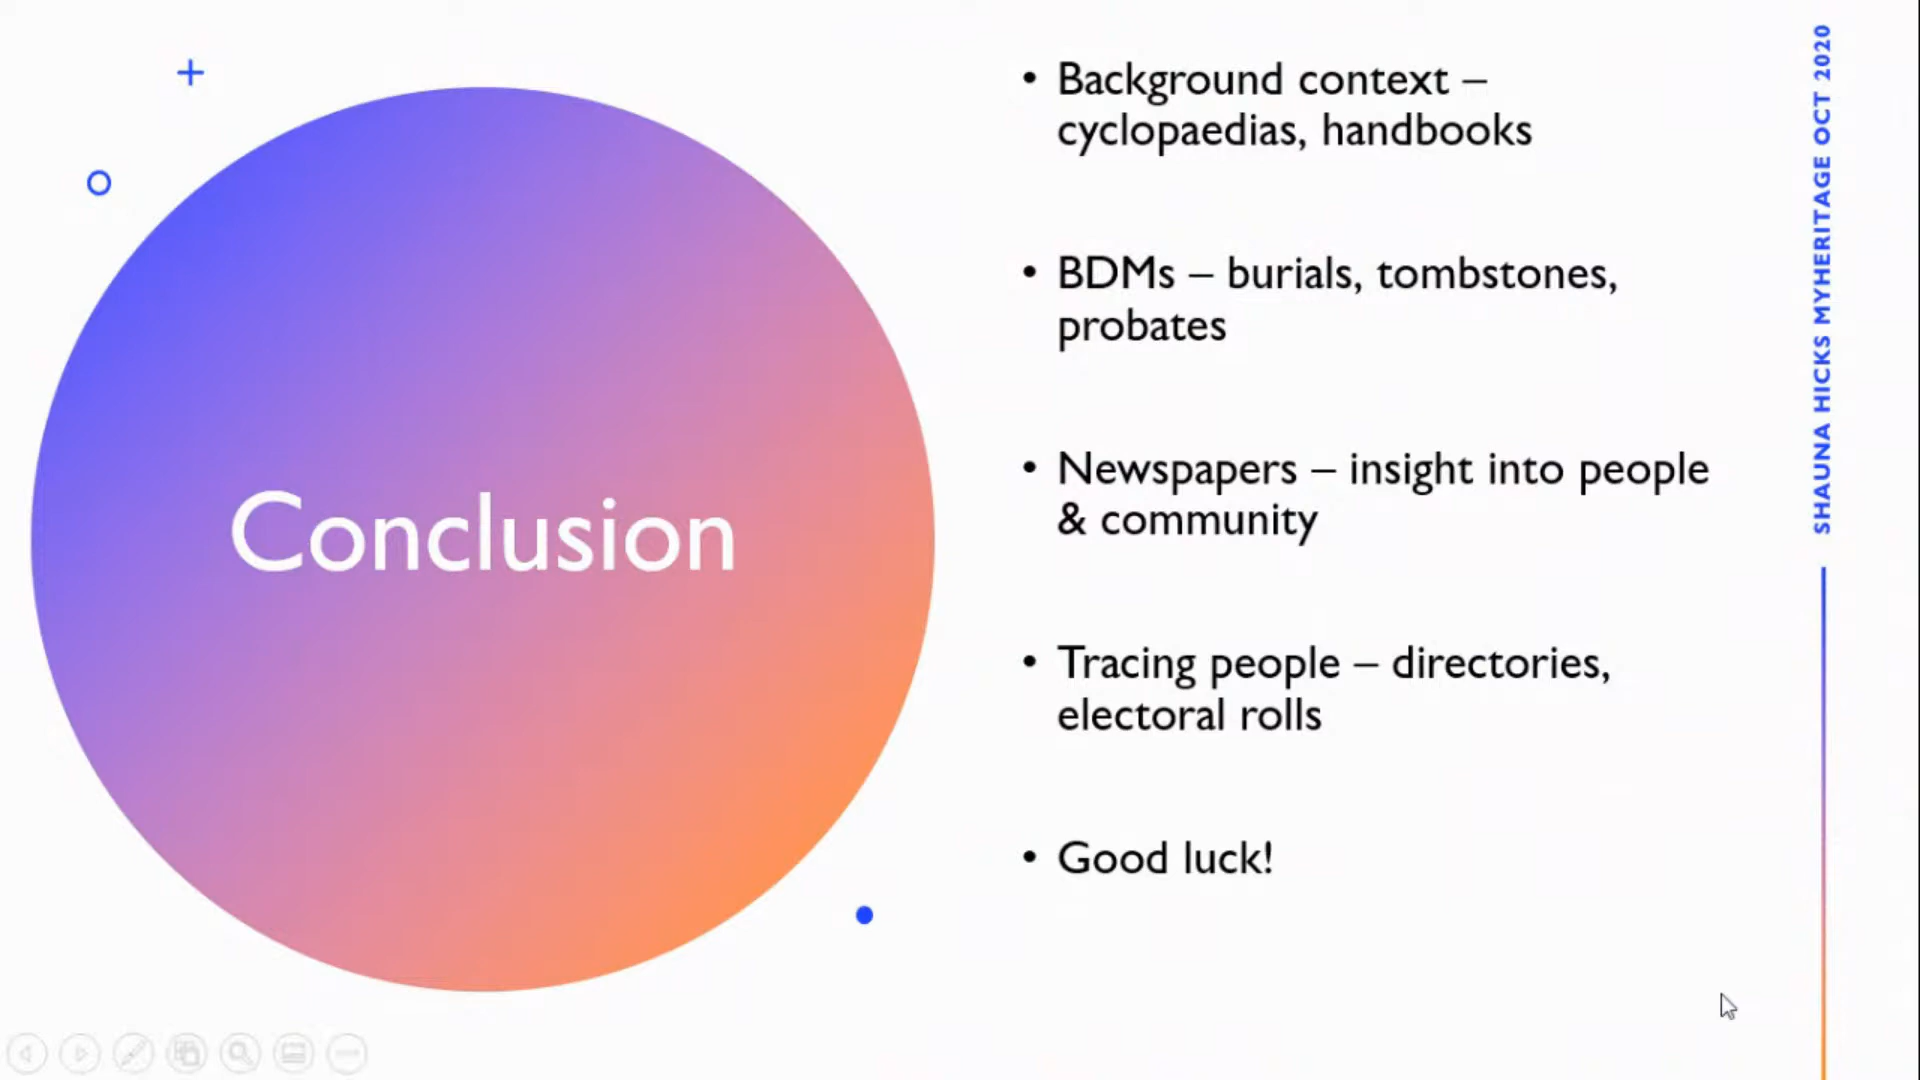 Conclusion
• Background context –
cyclopaedias, handbooks
• BDMs – burials, tombstones,
probates
• Newspapers – insight into people
& community
• Tracing people – directories,
electoral rolls
• Good luck!
SHAUNA HICKS MYHERITAGE OCT 2020